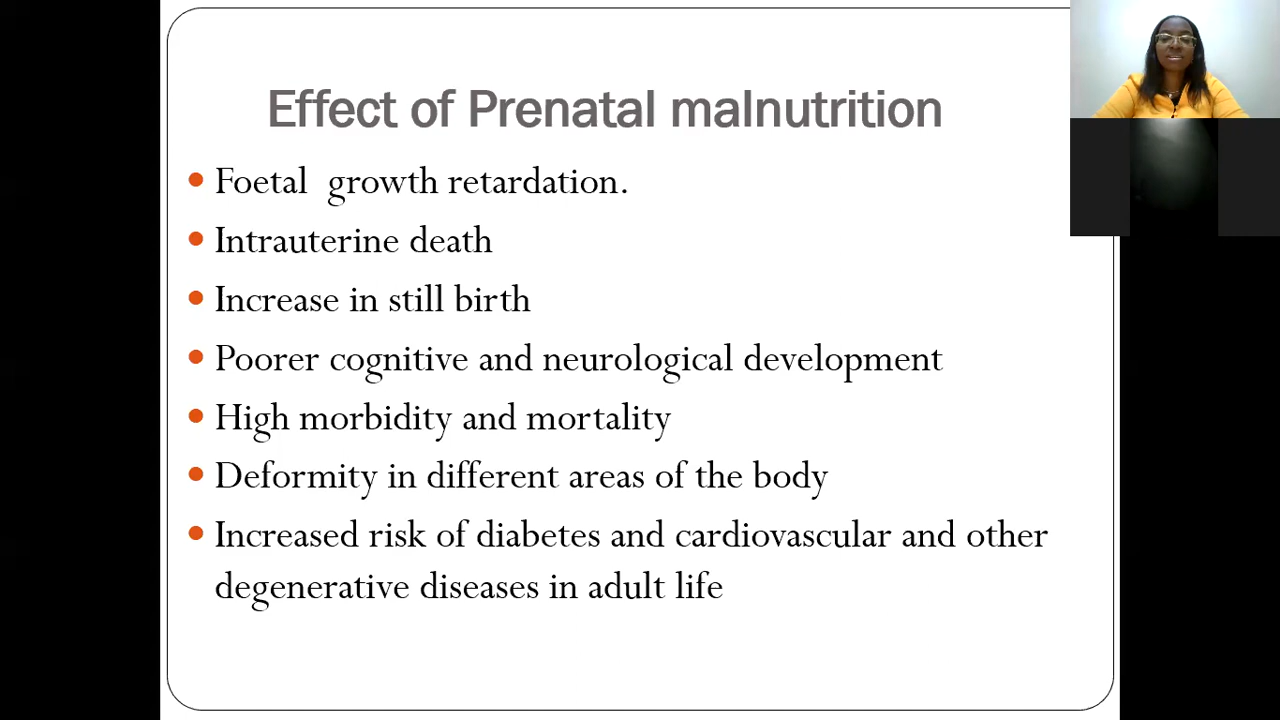 Effect of Prenatal malnutrition
• Foetal growth retardation.
• Intrauterine death
• Increase in still birth
• Poorer cognitive and neurological development
• High morbidity and mortality
• Deformity in different areas of the body
• Increased risk of diabetes and cardiovascular and other
degenerative diseases in adult life